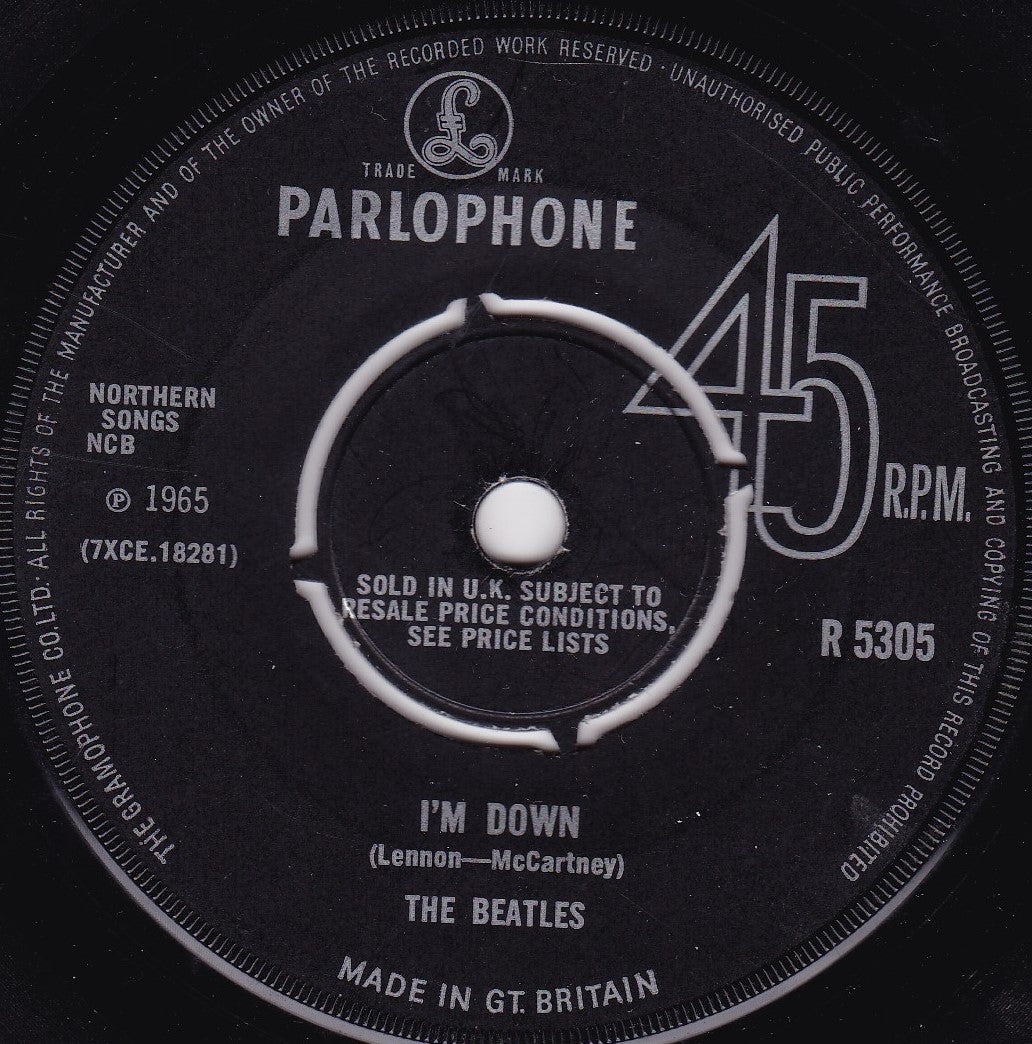 THE GRAMOPHONE CO. LTD. · ALL RIGHTS OF THE MANUFACTURER AND OF THE OWNER OF THE RECORDED WORK RESERVED · UNAUTHORISED PUBLIC PERFORMANCE BROADCASTING AND COPYING OF THIS RECORD PROHIBITED
£
TRADE MARK
PARLOPHONE
45 R.P.M.
NORTHERN
SONGS
NCB
℗ 1965
(7XCE.18281)
SOLD IN U.K. SUBJECT TO
RESALE PRICE CONDITIONS,
SEE PRICE LISTS
R 5305
I'M DOWN
(Lennon—McCartney)
THE BEATLES
MADE IN GT. BRITAIN